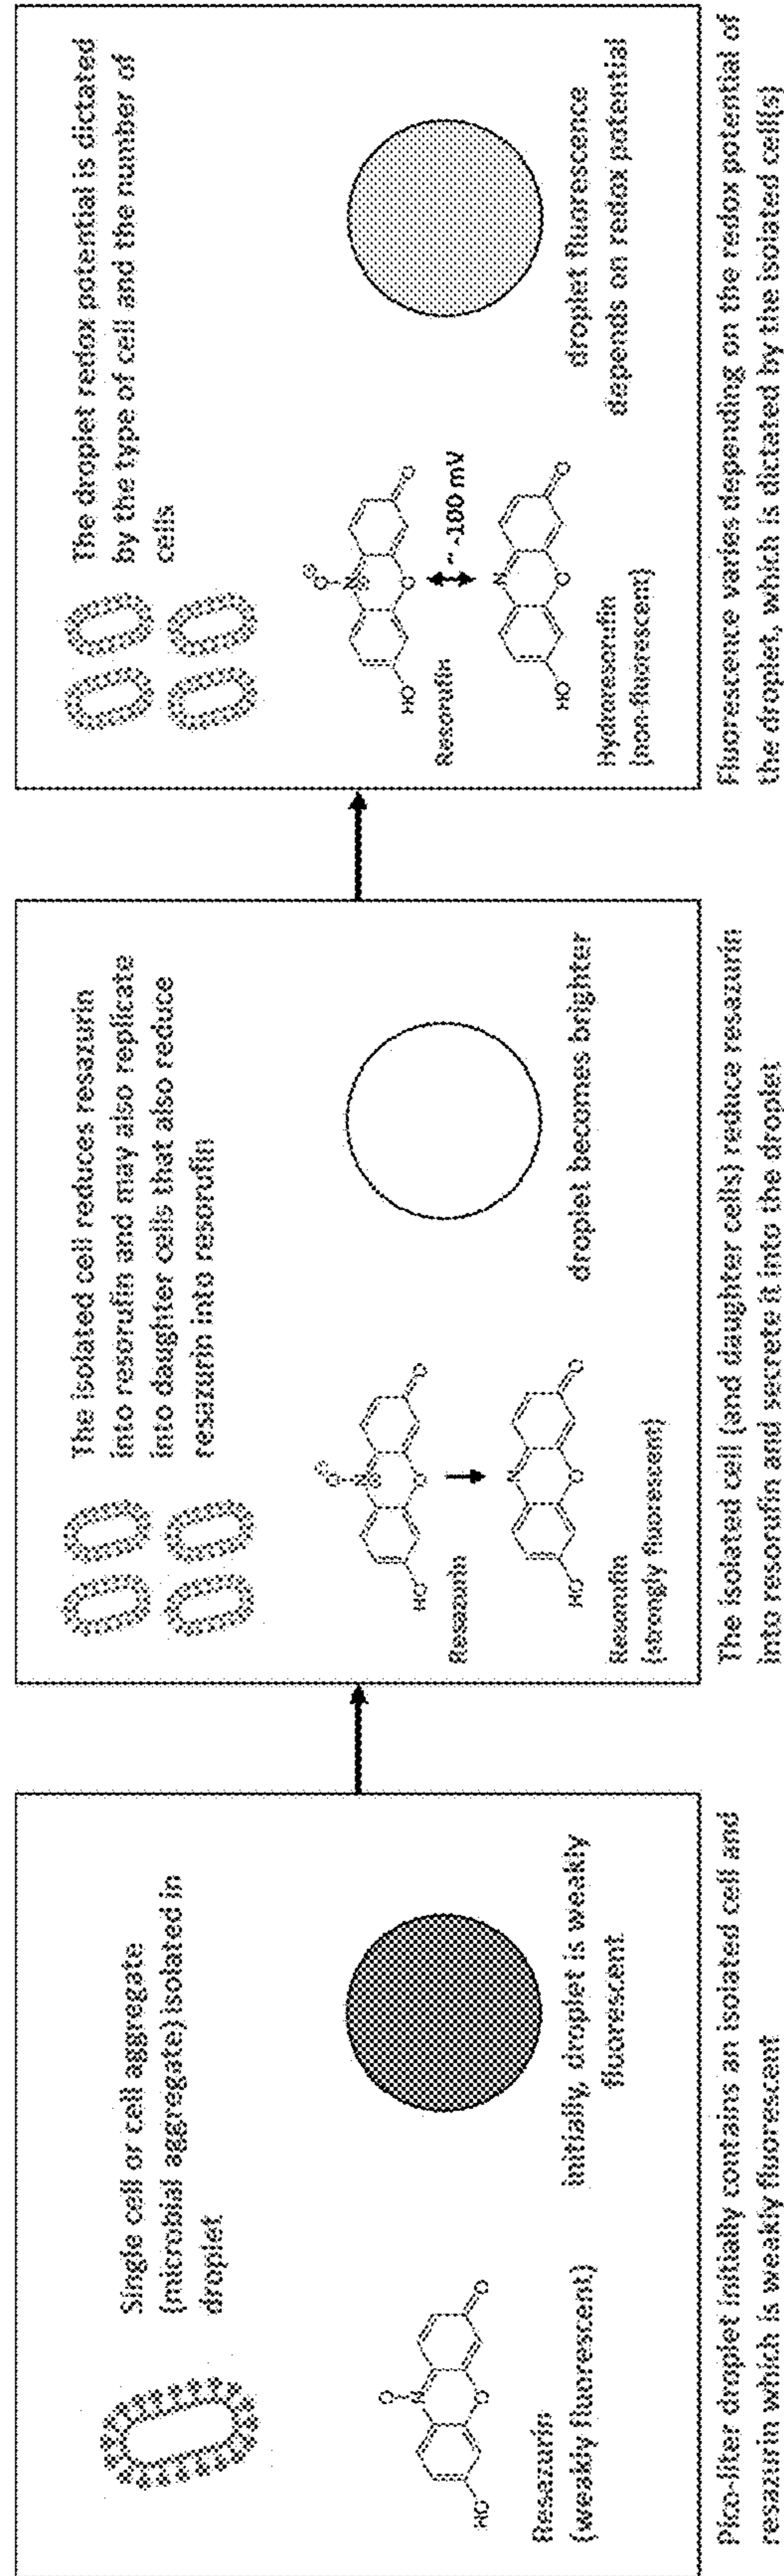 Single cell or cell aggregate
(microbial aggregate) isolated in
droplet
O
N
HO
O
O
Resazurin
(weakly fluorescent)
initially, droplet is weakly
fluorescent
Pico-liter droplet initially contains an isolated cell and
resazurin which is weakly fluorescent
The isolated cell reduces resazurin
into resorufin and may also replicate
into daughter cells that also reduce
resazurin into resorufin
O
N
HO
O
O
Resazurin
N
HO
O
O
Resorufin
(strongly fluorescent)
droplet becomes brighter
The isolated cell (and daughter cells) reduce resazurin
into resorufin and secrete it into the droplet
The droplet redox potential is dictated
by the type of cell and the number of
cells
O
N
HO
O
O
Resorufin
~ -100 mV
N
HO
O
O
Hydroresorufin
(non-fluorescent)
droplet fluorescence
depends on redox potential
Fluorescence varies depending on the redox potential of
the droplet, which is dictated by the isolated cell(s)